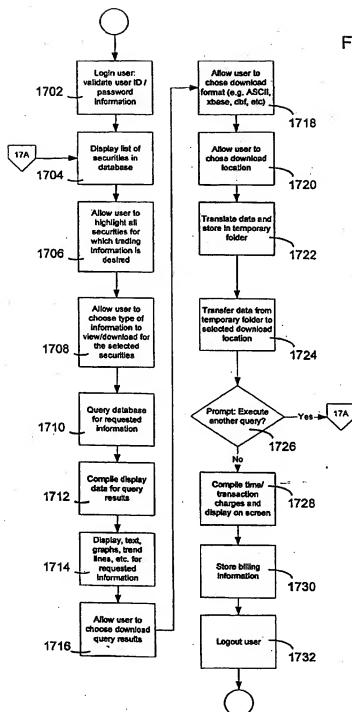 F
Login user:
validate user ID /
password
information
1702
17A
Display list of
securities in
database
1704
Allow user to
highlight all
securities for
which trading
information is
desired
1706
Allow user to
choose type of
information to
view/download for
the selected
securities
1708
Query database
for requested
information
1710
Compile display
data for query
results
1712
Display, text,
graphs, trend
lines, etc. for
requested information
1714
Allow user to
choose download
query results
1716
Allow user to
chose download
format (e.g. ASCII,
xbase, dbf, etc)
1718
Allow user to
chose download
location
1720
Translate data and
store in temporary
folder
1722
Transfer data from
temporary folder to
selected download
location
1724
Prompt: Execute
another query?
1726
Yes
17A
No
Compile time/
transaction
charges and
display on screen
1728
Store billing
information
1730
Logout user
1732